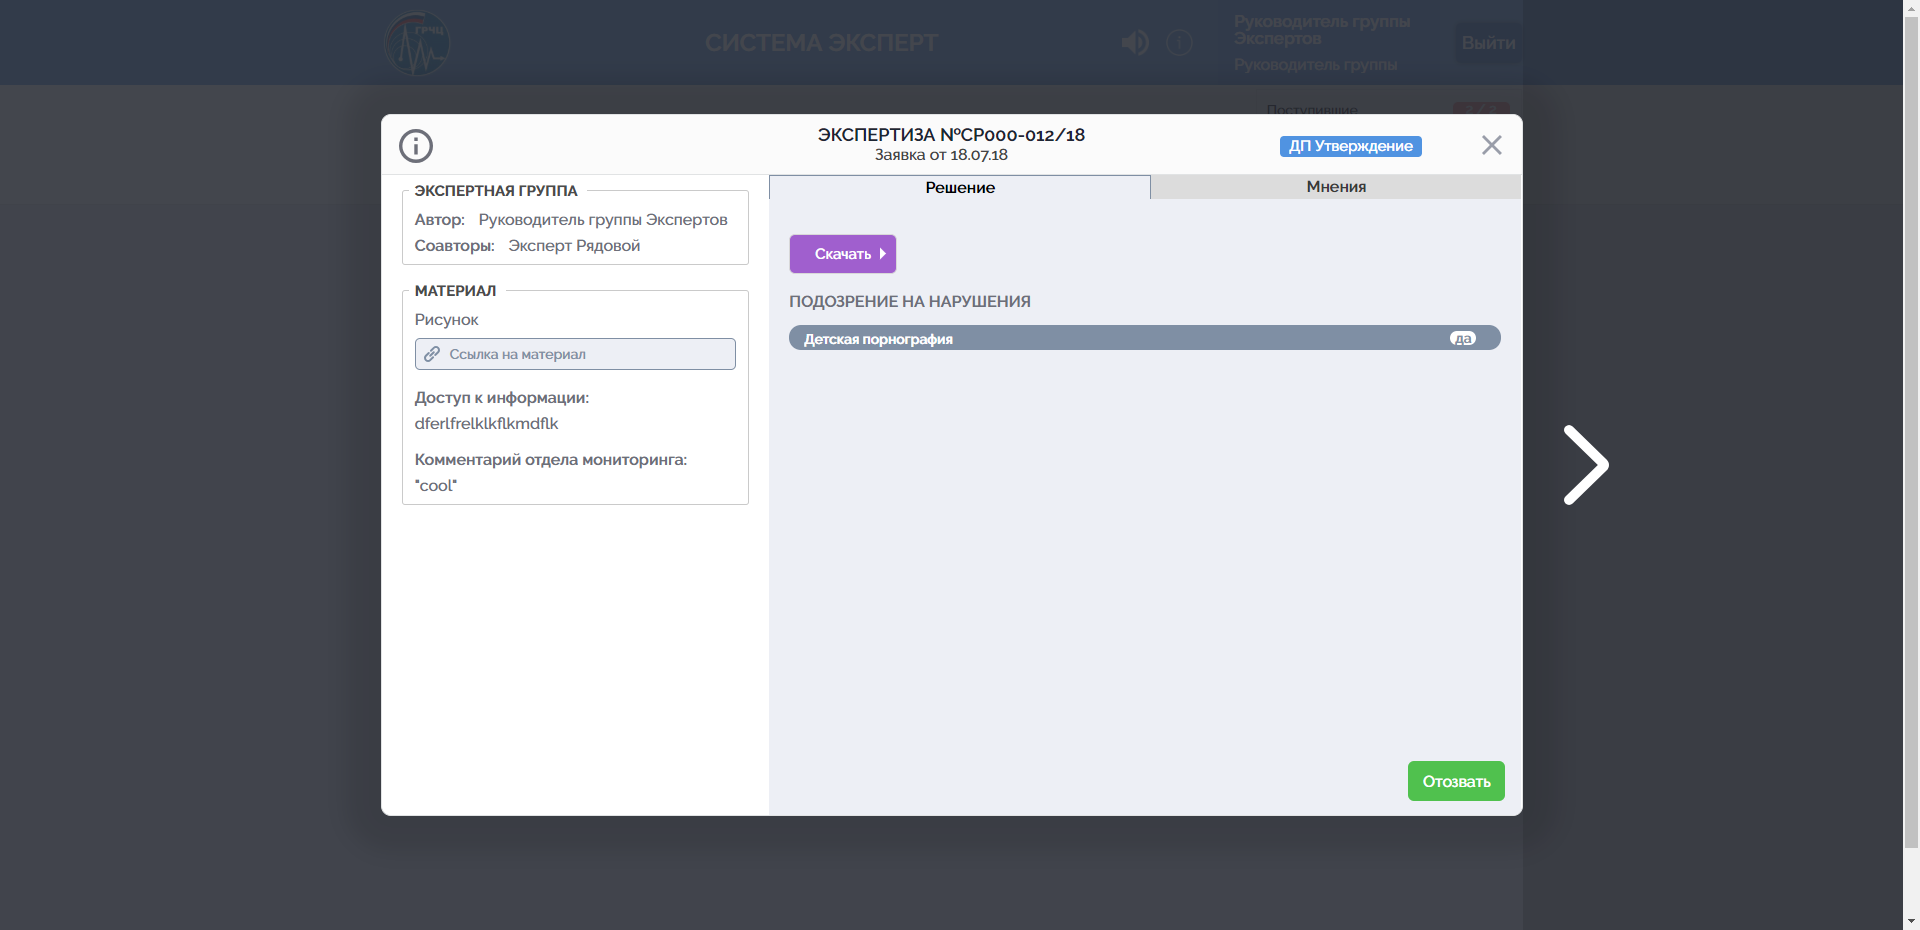 ГРЧЦ
СИСТЕМА ЭКСПЕРТ
Руководитель группы
Экспертов
Руководитель группы
Выйти
Поступившие
ЭКСПЕРТИЗА №СР000-012/18
Заявка от 18.07.18
ДП Утверждение
ЭКСПЕРТНАЯ ГРУППА
Автор: Руководитель группы Экспертов
Соавторы: Эксперт Рядовой
МАТЕРИАЛ
Рисунок
Ссылка на материал
Доступ к информации:
dferlfrelklkflkmdflk
Комментарий отдела мониторинга:
"cool"
Решение
Мнения
Скачать
ПОДОЗРЕНИЕ НА НАРУШЕНИЯ
Детская порнография да
Отозвать